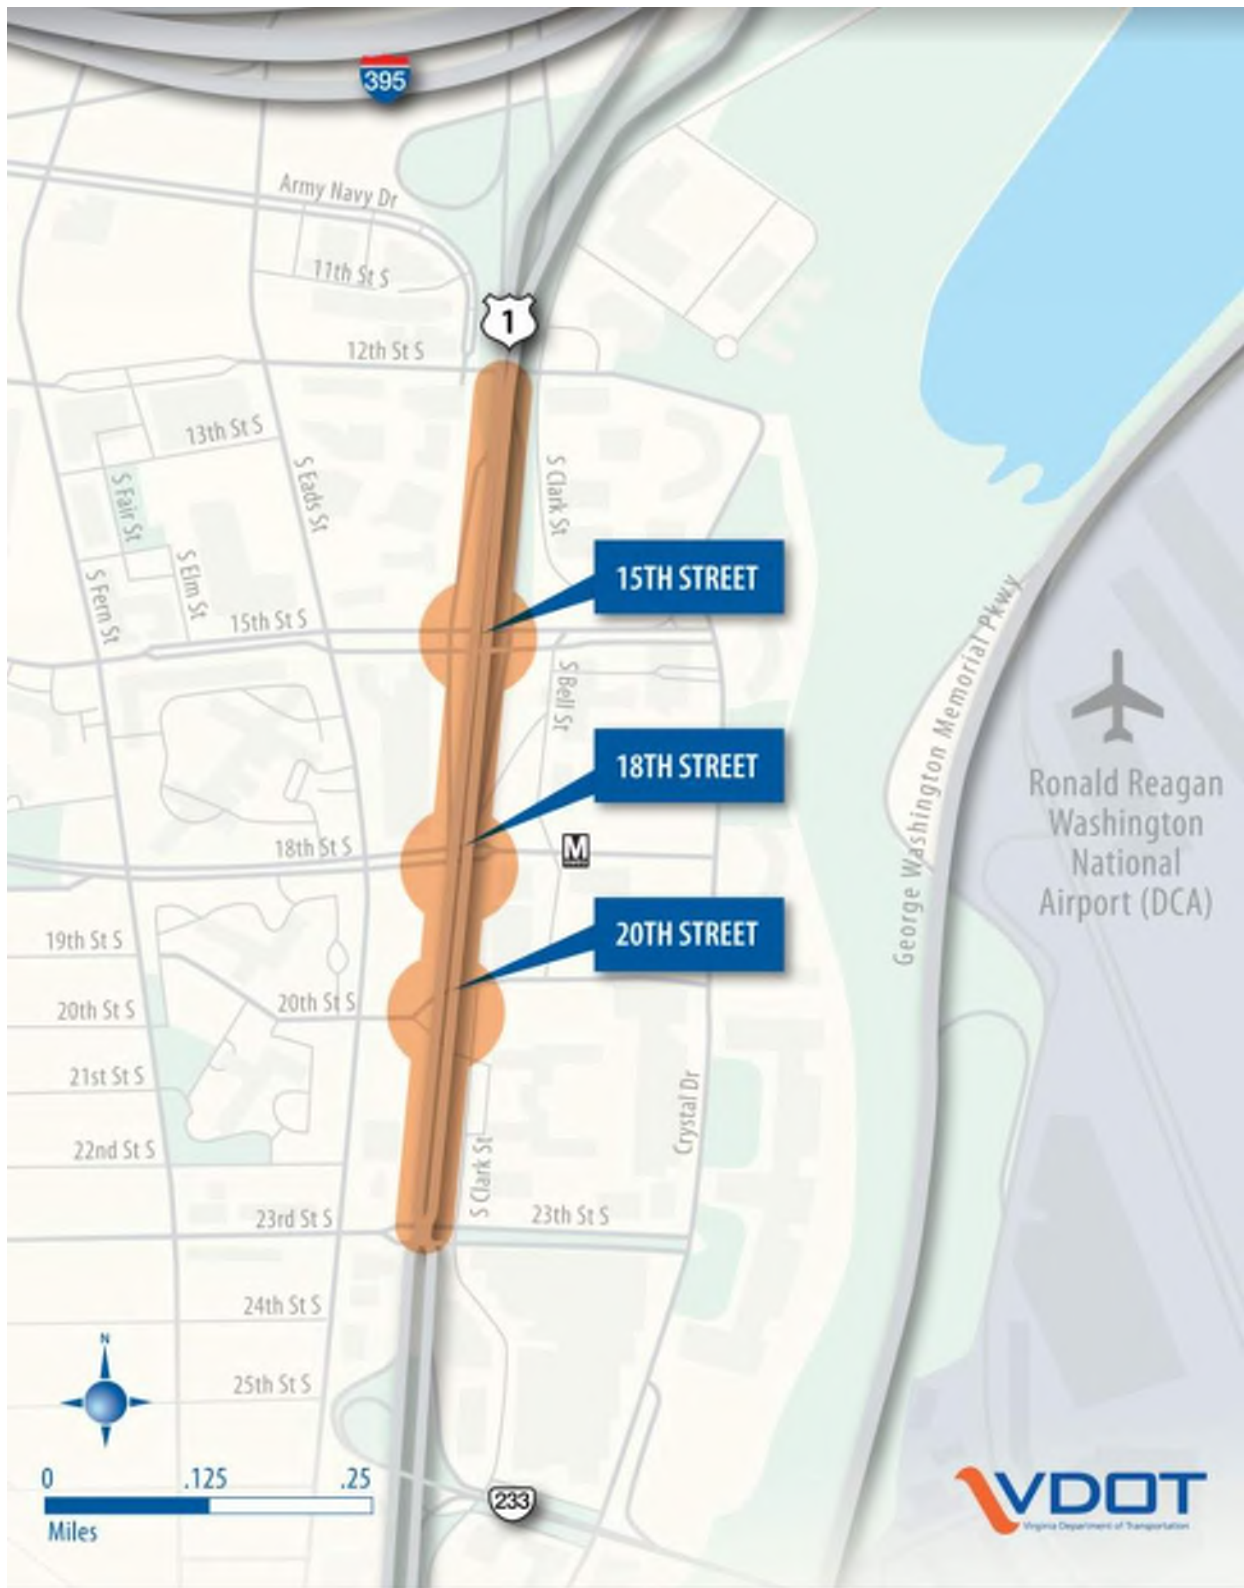 395
Army Navy Dr
11th St S
1
12th St S
13th St S
S Eads St
S Clark St
S Fair St
S Elm St
S Fern St
15TH STREET
15th St S
S Bell St
George Washington Memorial Pkwy
18TH STREET
Ronald Reagan
Washington
National
Airport (DCA)
18th St S
M
20TH STREET
19th St S
20th St S
20th St S
21st St S
Crystal Dr
22nd St S
S Clark St
23rd St S
23th St S
24th St S
N
25th St S
0 .125 .25
Miles
233
VDOT
Virginia Department of Transportation